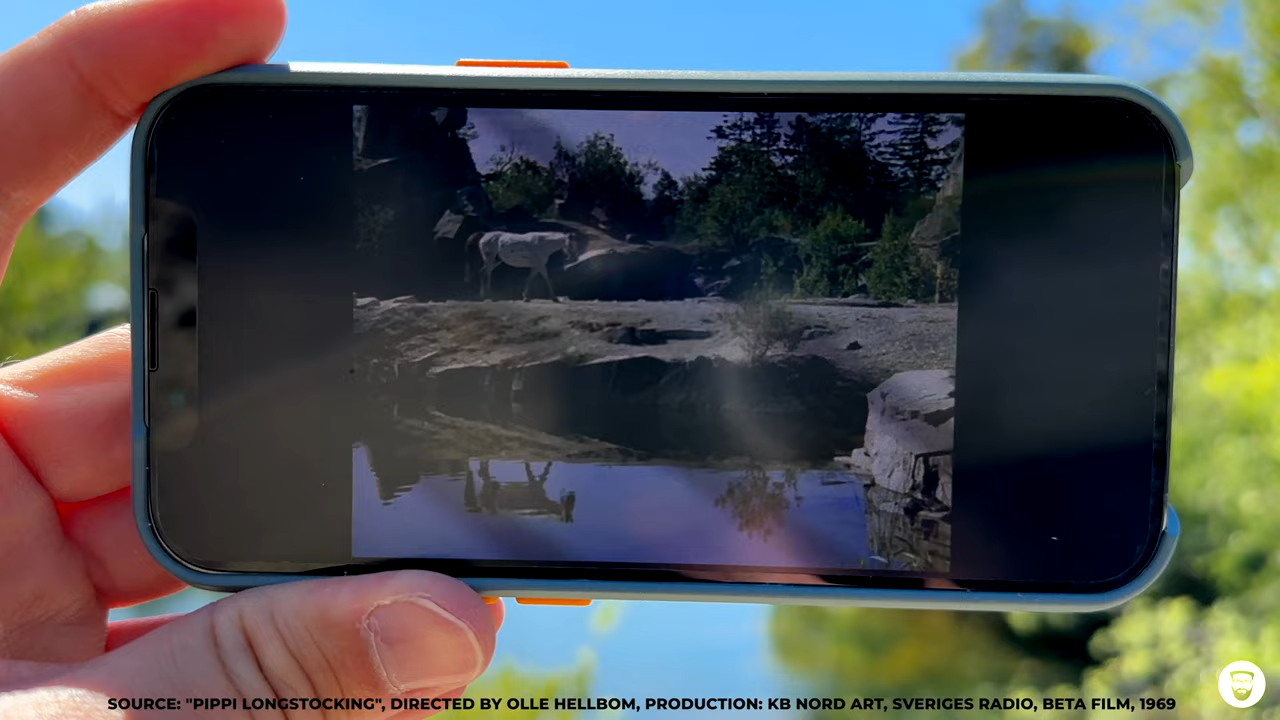 SOURCE: "PIPPI LONGSTOCKING", DIRECTED BY OLLE HELLBOM, PRODUCTION: KB NORD ART, SVERIGES RADIO, BETA FILM, 1969